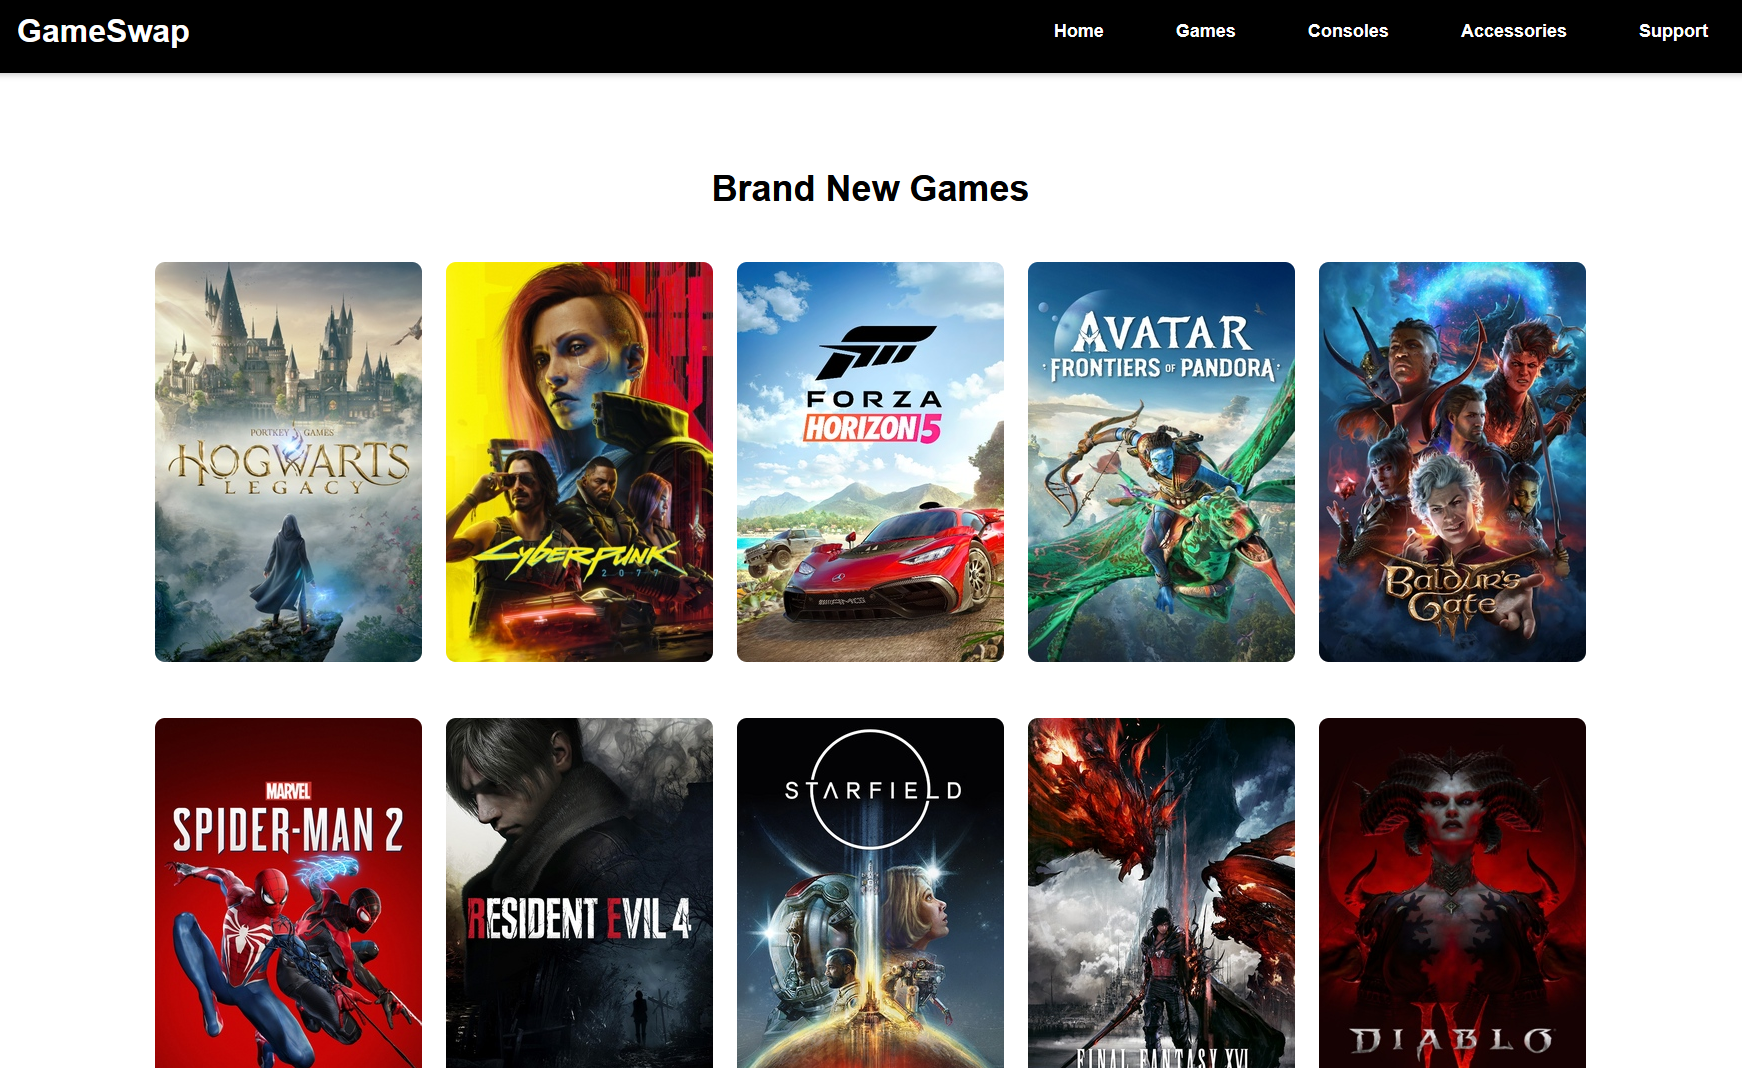 GameSwap
Home Games Consoles Accessories Support
Brand New Games
PORTKEY GAMES
HOGWARTS
LEGACY
CYBERPUNK
2077
FORZA
HORIZON 5
AMG
AVATAR
FRONTIERS OF PANDORA
BALDUR'S
GATE
III
MARVEL
SPIDER-MAN 2
RESIDENT EVIL 4
STARFIELD
FINAL FANTASY XVI
DIABLO
IV